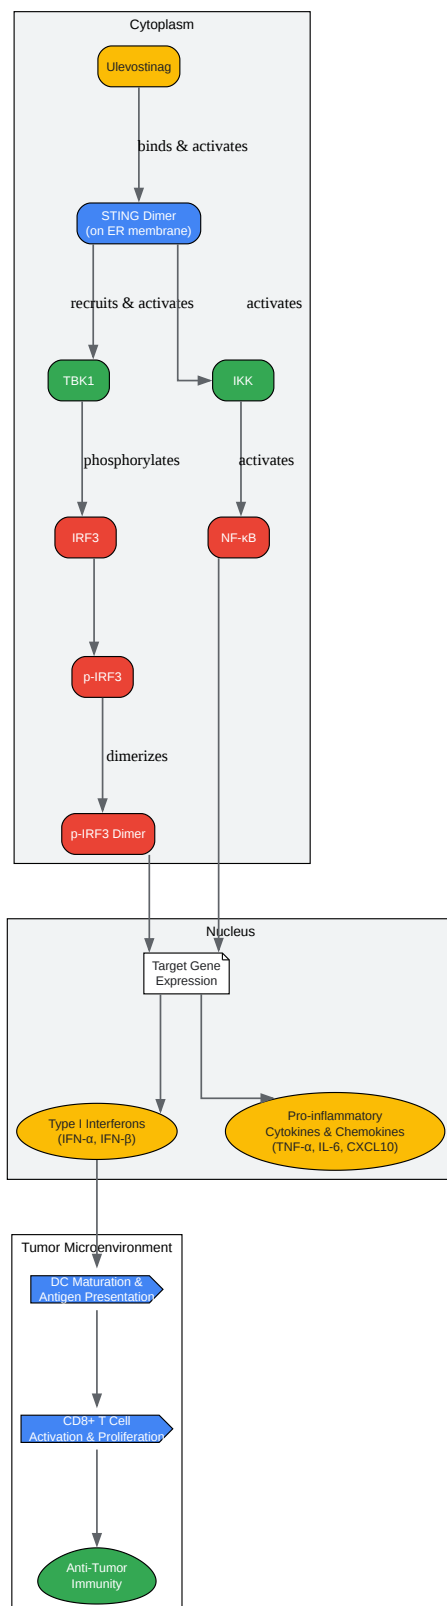 Cytoplasm
Ulevostinag
binds & activates
STING Dimer
(on ER membrane)
recruits & activates
activates
TBK1
IKK
phosphorylates
activates
IRF3
NF-κB
p-IRF3
dimerizes
p-IRF3 Dimer
Nucleus
Target Gene
Expression
Type I Interferons
(IFN-α, IFN-β)
Pro-inflammatory
Cytokines & Chemokines
(TNF-α, IL-6, CXCL10)
Tumor Microenvironment
DC Maturation &
Antigen Presentation
CD8+ T Cell
Activation & Proliferation
Anti-Tumor
Immunity